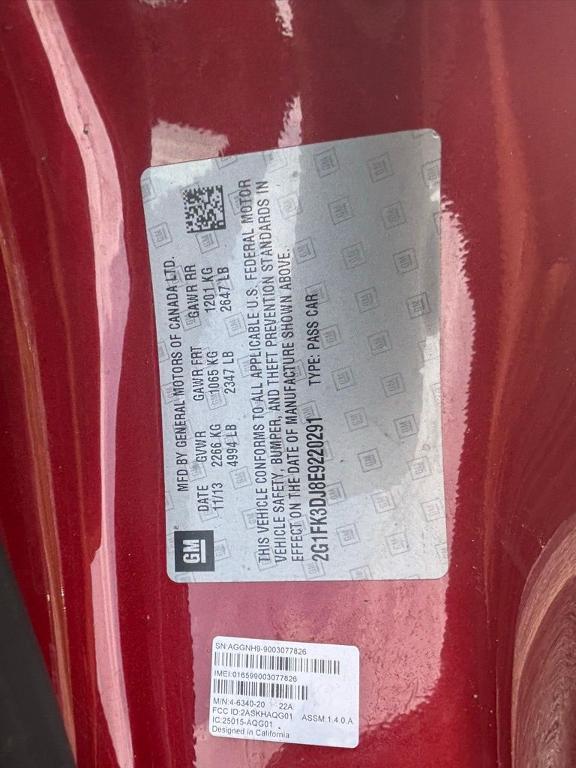 MFD BY GENERAL MOTORS OF CANADA LTD.
DATE GVWR GAWR FRT GAWR RR
11/13 2266 KG 1065 KG 1201 KG
4994 LB 2347 LB 2647 LB
GM
THIS VEHICLE CONFORMS TO ALL APPLICABLE U.S. FEDERAL MOTOR
VEHICLE SAFETY, BUMPER, AND THEFT PREVENTION STANDARDS IN
EFFECT ON THE DATE OF MANUFACTURE SHOWN ABOVE.
2G1FK3DJ8E9220291 TYPE: PASS CAR
SN:AGGNH9-9003077826
IMEI:016599003077826
M/N:4-6340-20 22A
FCC ID:2ASKHAQG01 ASSM:1.4.0.A
IC:25015-AQG01
Designed in California